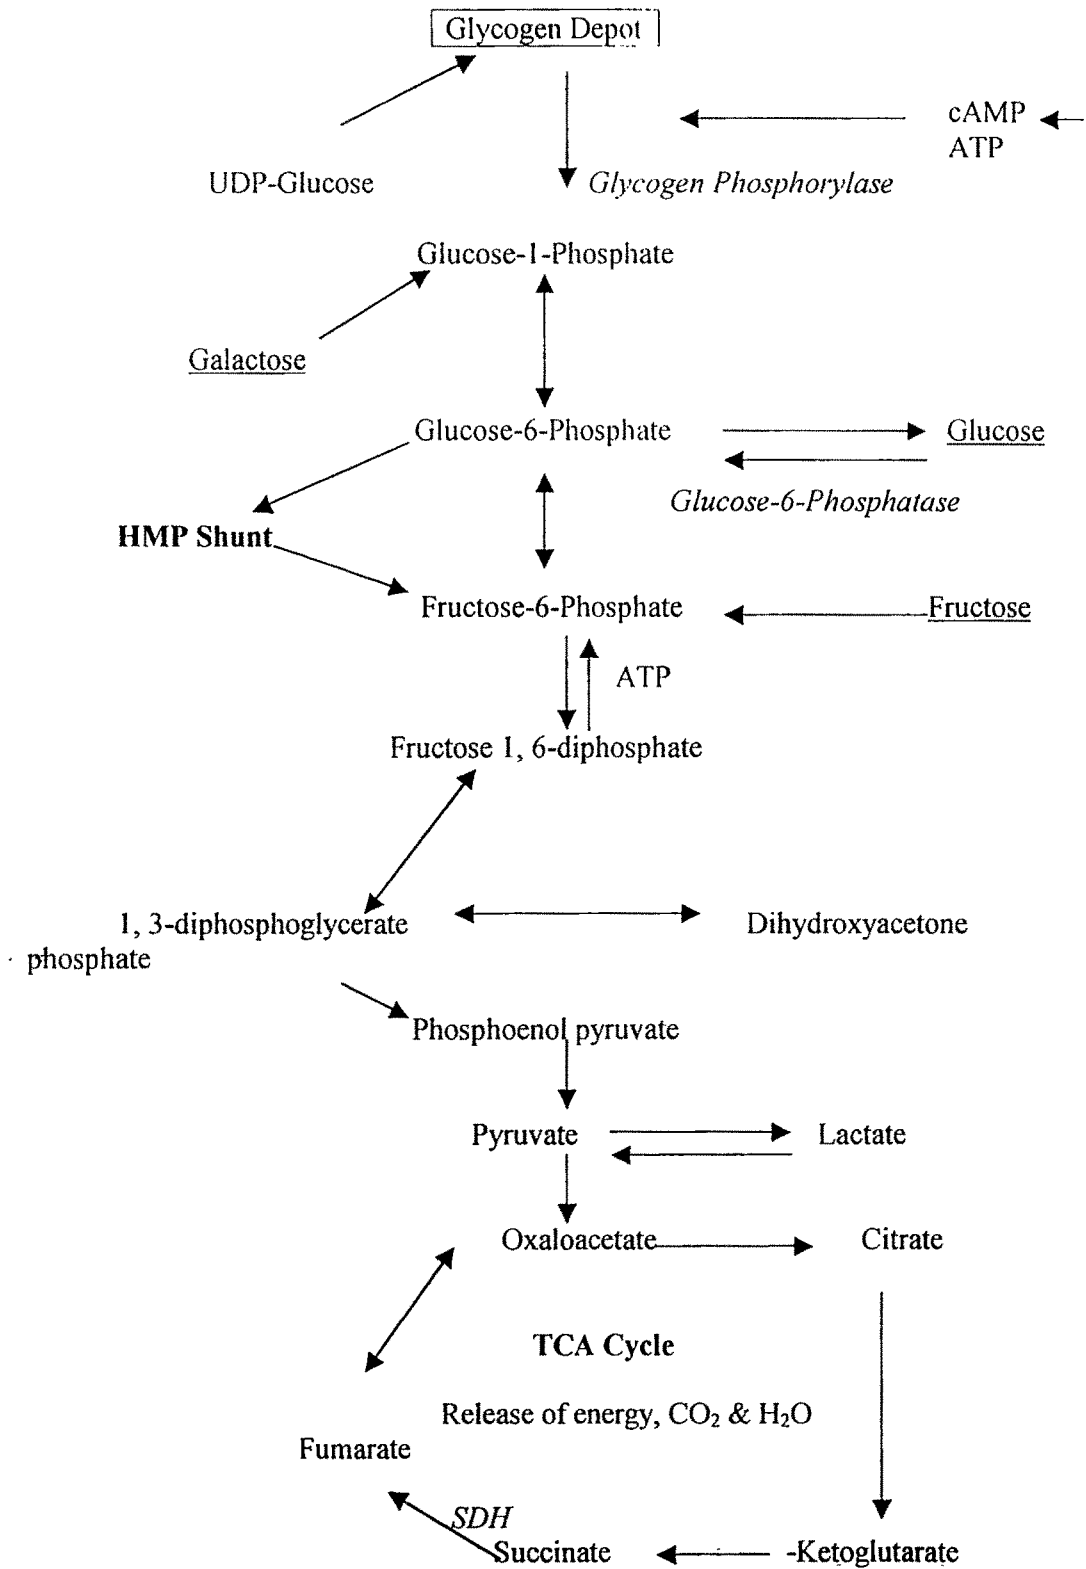 Glycogen Depot
cAMP
ATP
UDP-Glucose
Glycogen Phosphorylase
Glucose-1-Phosphate
Galactose
Glucose-6-Phosphate
Glucose
Glucose-6-Phosphatase
HMP Shunt
Fructose-6-Phosphate
Fructose
ATP
Fructose 1, 6-diphosphate
1, 3-diphosphoglycerate
Dihydroxyacetone
phosphate
Phosphoenol pyruvate
Pyruvate
Lactate
Oxaloacetate
Citrate
TCA Cycle
Release of energy, CO₂ & H₂O
Fumarate
SDH
Succinate
-Ketoglutarate